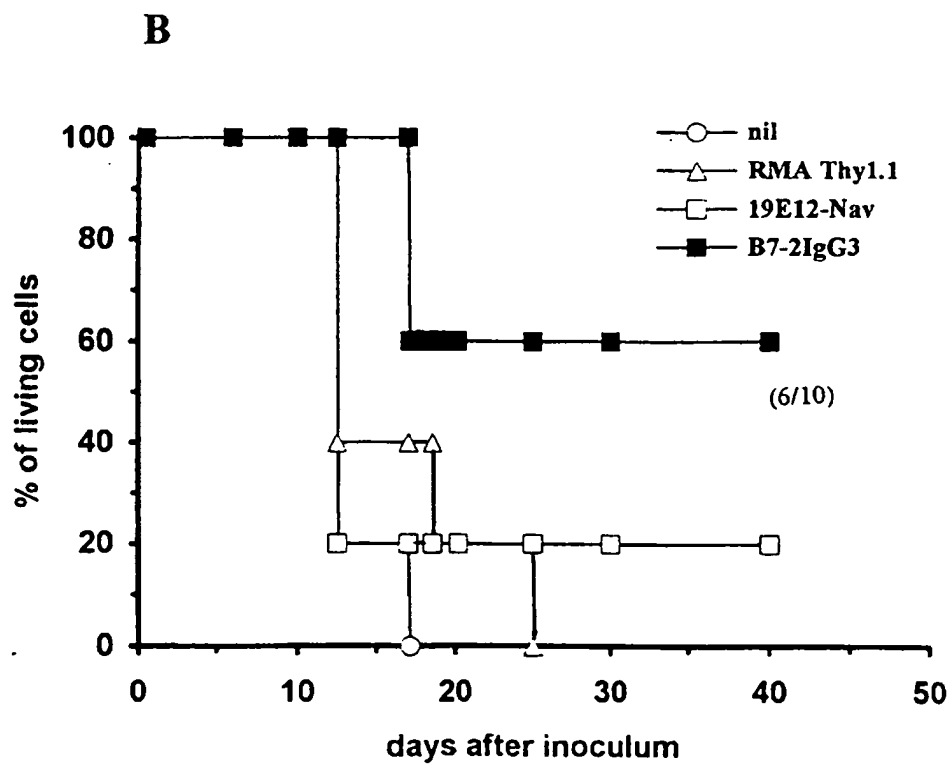 B
100
80
60
40
20
0
% of living cells
nil
RMA Thy1.1
19E12-Nav
B7-2IgG3
(6/10)
0 10 20 30 40 50
days after inoculum